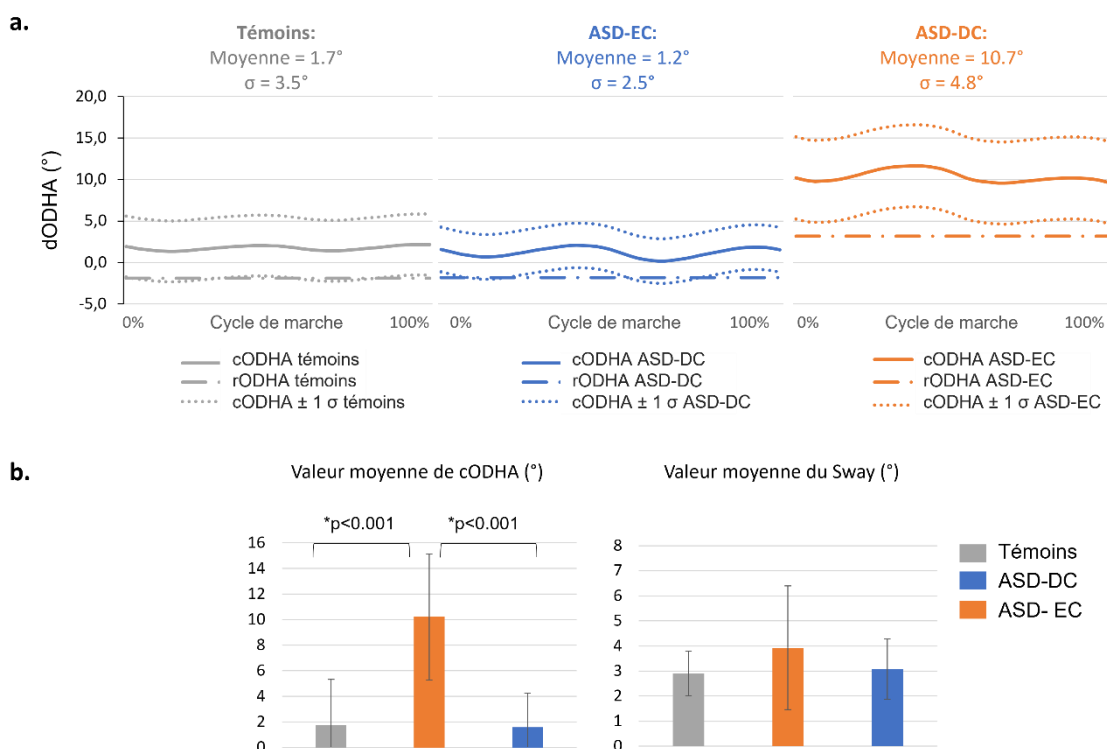 a.
Témoins:
Moyenne = 1.7°
σ = 3.5°
ASD-EC:
Moyenne = 1.2°
σ = 2.5°
ASD-DC:
Moyenne = 10.7°
σ = 4.8°
dODHA (°)
20,0
15,0
10,0
5,0
0,0
-5,0
0% Cycle de marche 100%
0% Cycle de marche 100%
0% Cycle de marche 100%
cODHA témoins
rODHA témoins
cODHA ± 1 σ témoins
cODHA ASD-DC
rODHA ASD-DC
cODHA ± 1 σ ASD-DC
cODHA ASD-EC
rODHA ASD-EC
cODHA ± 1 σ ASD-EC
b.
Valeur moyenne de cODHA (°)
*p<0.001 *p<0.001
16
14
12
10
8
6
4
2
0
Valeur moyenne du Sway (°)
8
7
6
5
4
3
2
1
0
Témoins
ASD-DC
ASD- EC